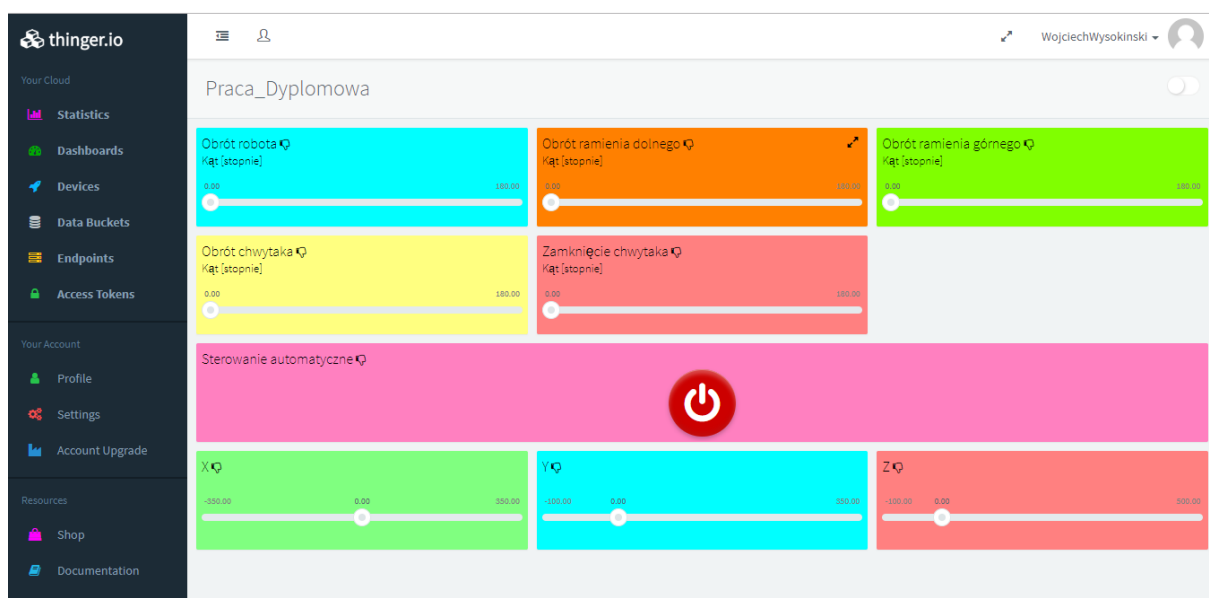 thinger.io
WojciechWysokinski
Your Cloud
Statistics
Dashboards
Devices
Data Buckets
Endpoints
Access Tokens
Your Account
Profile
Settings
Account Upgrade
Resources
Shop
Documentation
Praca_Dyplomowa
Obrót robota
Kąt [stopnie]
0.00 180.00
Obrót ramienia dolnego
Kąt [stopnie]
0.00 180.00
Obrót ramienia górnego
Kąt [stopnie]
0.00 180.00
Obrót chwytaka
Kąt [stopnie]
0.00 180.00
Zamknięcie chwytaka
Kąt [stopnie]
0.00 180.00
Sterowanie automatyczne
X
-350.00 0.00 350.00
Y
-100.00 0.00 350.00
Z
-100.00 0.00 500.00